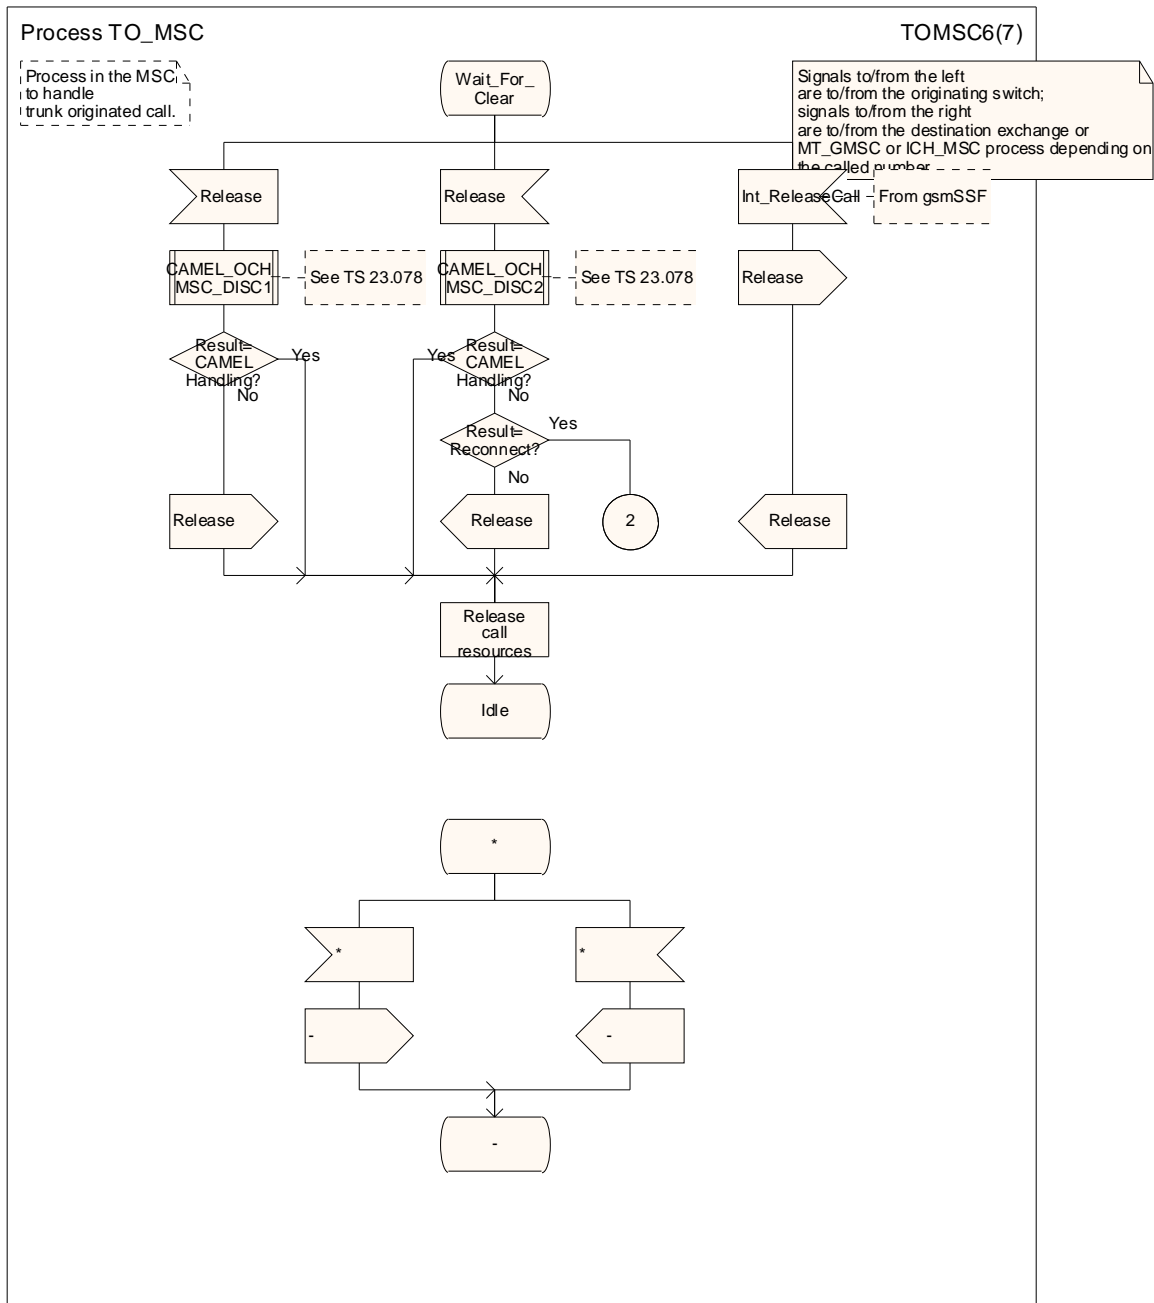 Process TO_MSC
TOMSC6(7)
Process in the MSC
to handle
trunk originated call.
Wait_For_
Clear
Signals to/from the left
are to/from the originating switch;
signals to/from the right
are to/from the destination exchange or
MT_GMSC or ICH_MSC process depending on
the called number
Release
Release
Int_ReleaseCall
From gsmSSF
CAMEL_OCH_
MSC_DISC1
See TS 23.078
CAMEL_OCH_
MSC_DISC2
See TS 23.078
Release
Result=
CAMEL
Handling?
Yes
No
Yes
Result=
CAMEL
Handling?
No
Result=
Reconnect?
Yes
No
Release
Release
2
Release
Release
call
resources
Idle
*
*
*
-
-
-